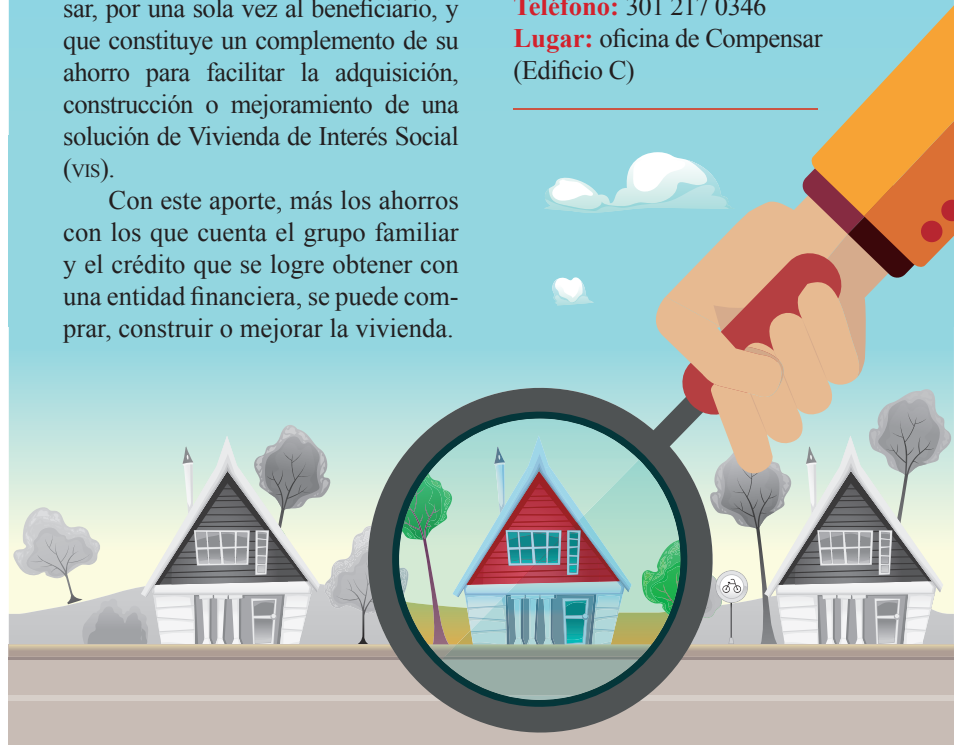 sar, por una sola vez al beneficiario, y
que constituye un complemento de su
ahorro para facilitar la adquisición,
construcción o mejoramiento de una
solución de Vivienda de Interés Social
(VIS).
Con este aporte, más los ahorros
con los que cuenta el grupo familiar
y el crédito que se logre obtener con
una entidad financiera, se puede com-
prar, construir o mejorar la vivienda.
Teléfono: 301 217 0346
Lugar: oficina de Compensar
(Edificio C)